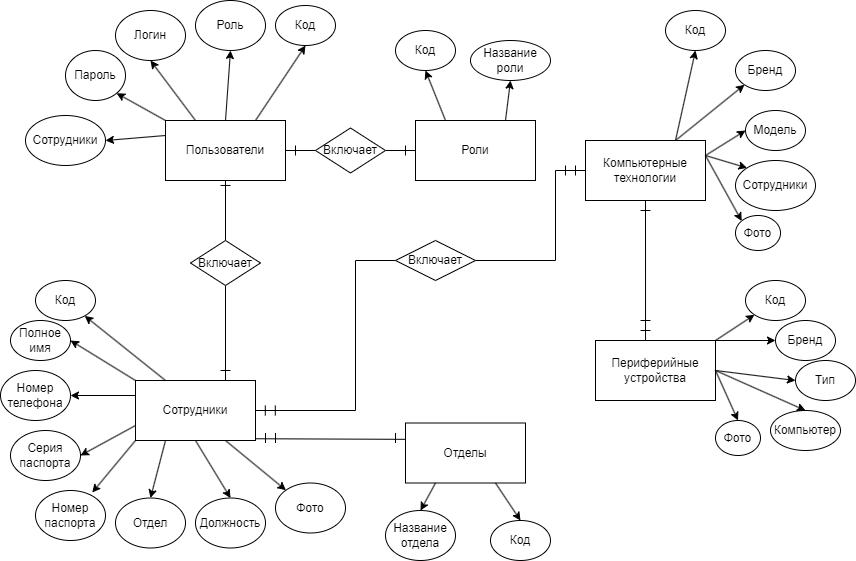 Роль
Код
Логин
Пароль
Сотрудники
Пользователи
Включает
Код
Название
роли
Роли
Код
Бренд
Модель
Сотрудники
Фото
Компьютерные
технологии
Включает
Включает
Код
Полное
имя
Номер
телефона
Серия
паспорта
Номер
паспорта
Отдел
Должность
Фото
Сотрудники
Отделы
Название
отдела
Код
Периферийные
устройства
Код
Бренд
Тип
Компьютер
Фото